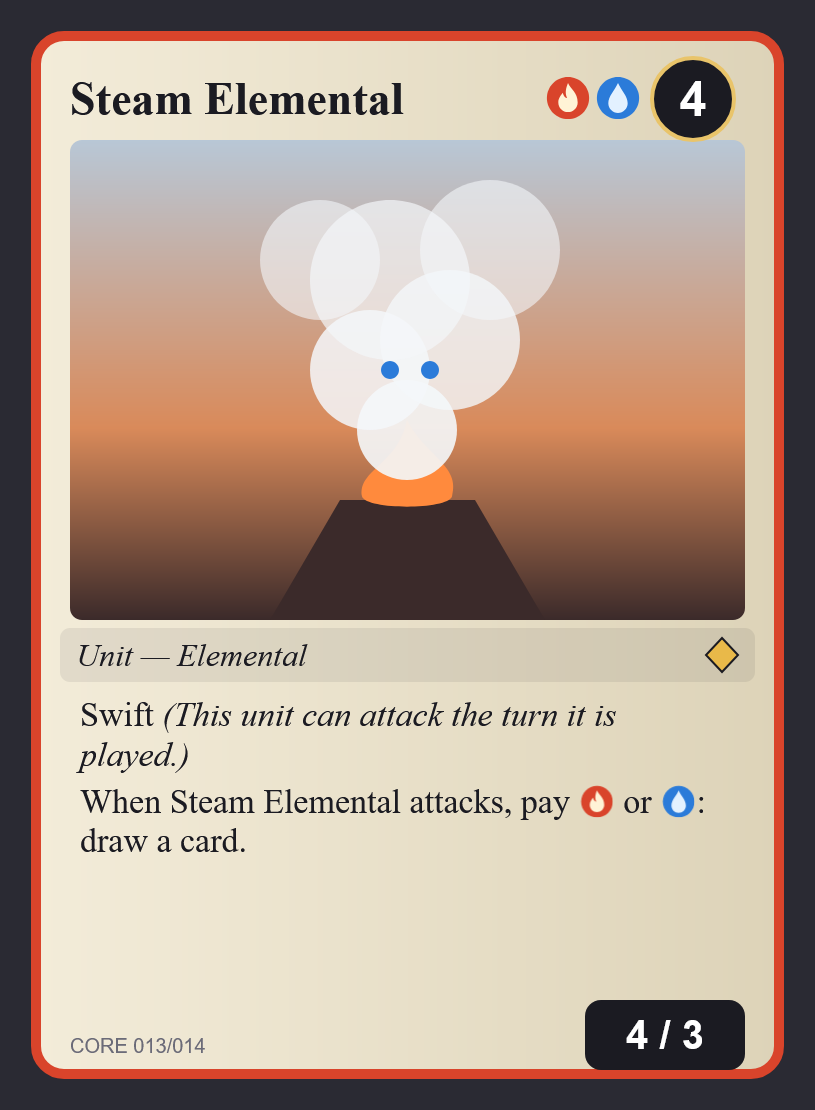 Steam Elemental 4
Unit — Elemental
Swift (This unit can attack the turn it is
played.)
When Steam Elemental attacks, pay or :
draw a card.
CORE 013/014
4 / 3